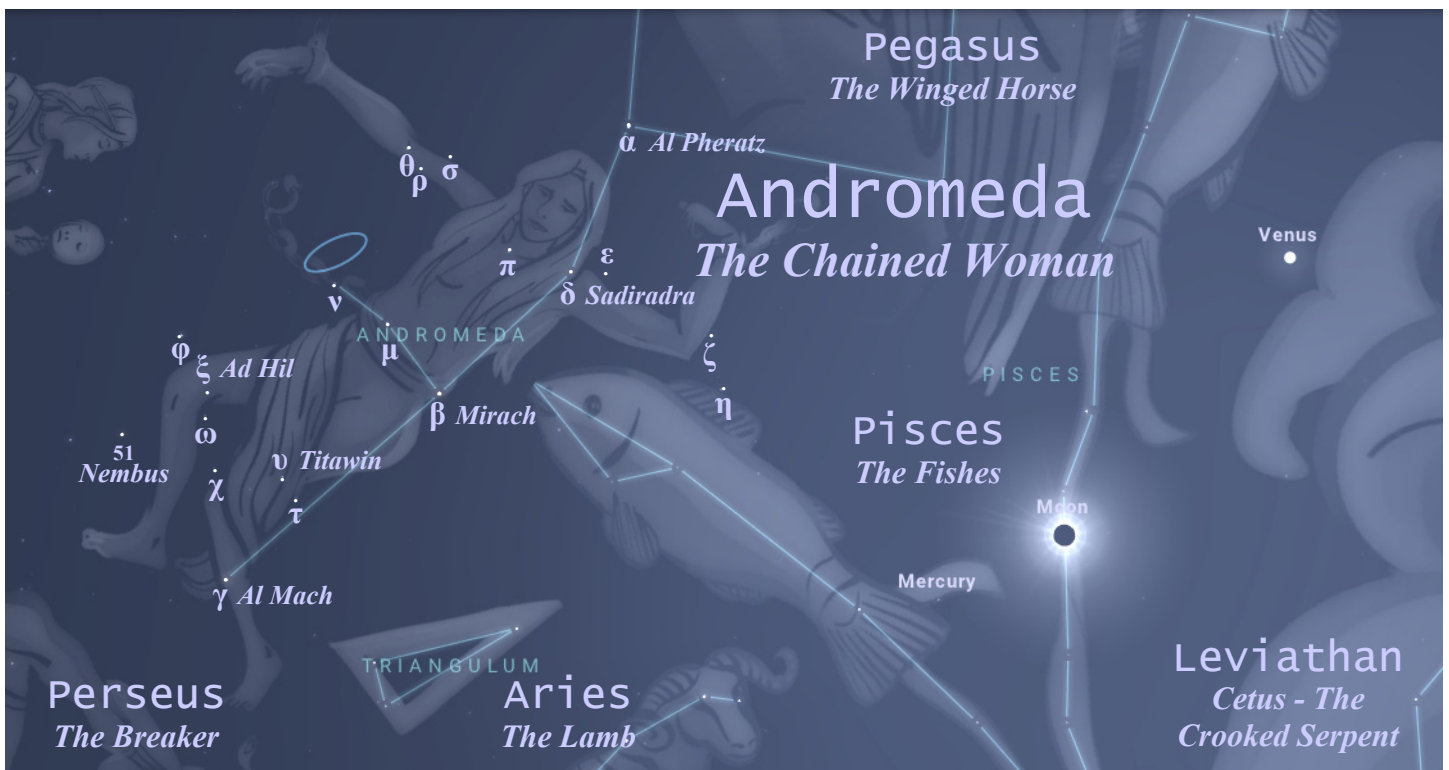 Pegasus
The Winged Horse
α Al Pheratz
θ
ρ
σ
Andromeda
The Chained Woman
Venus
π
ε
δ Sadiradra
ν
ANDROMEDA
μ
φ
ξ Ad Hil
ζ
η
PISCES
β Mirach
Pisces
The Fishes
ω
51
Nembus
υ Titawin
χ
τ
Moon
Mercury
γ Al Mach
TRIANGULUM
Perseus
The Breaker
Aries
The Lamb
Leviathan
Cetus - The
Crooked Serpent